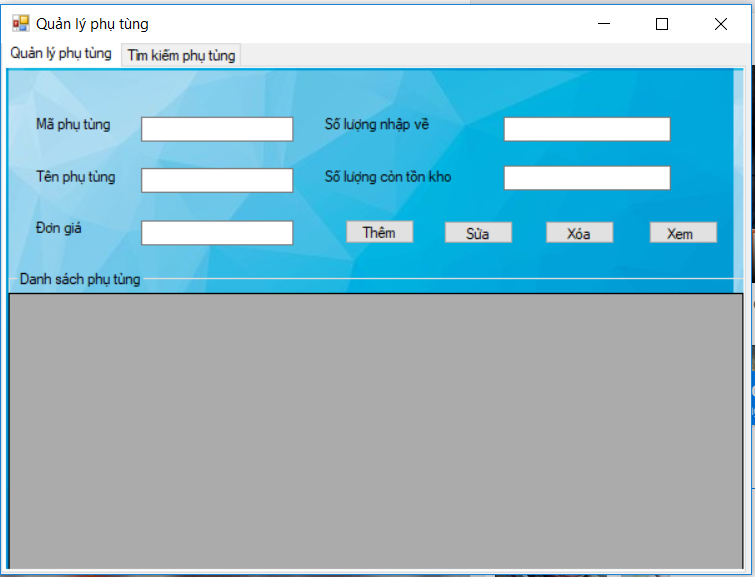 Quản lý phụ tùng
Quản lý phụ tùng
Tìm kiếm phụ tùng
Mã phụ tùng
Số lượng nhập về
Tên phụ tùng
Số lượng còn tồn kho
Đơn giá
Thêm
Sửa
Xóa
Xem
Danh sách phụ tùng